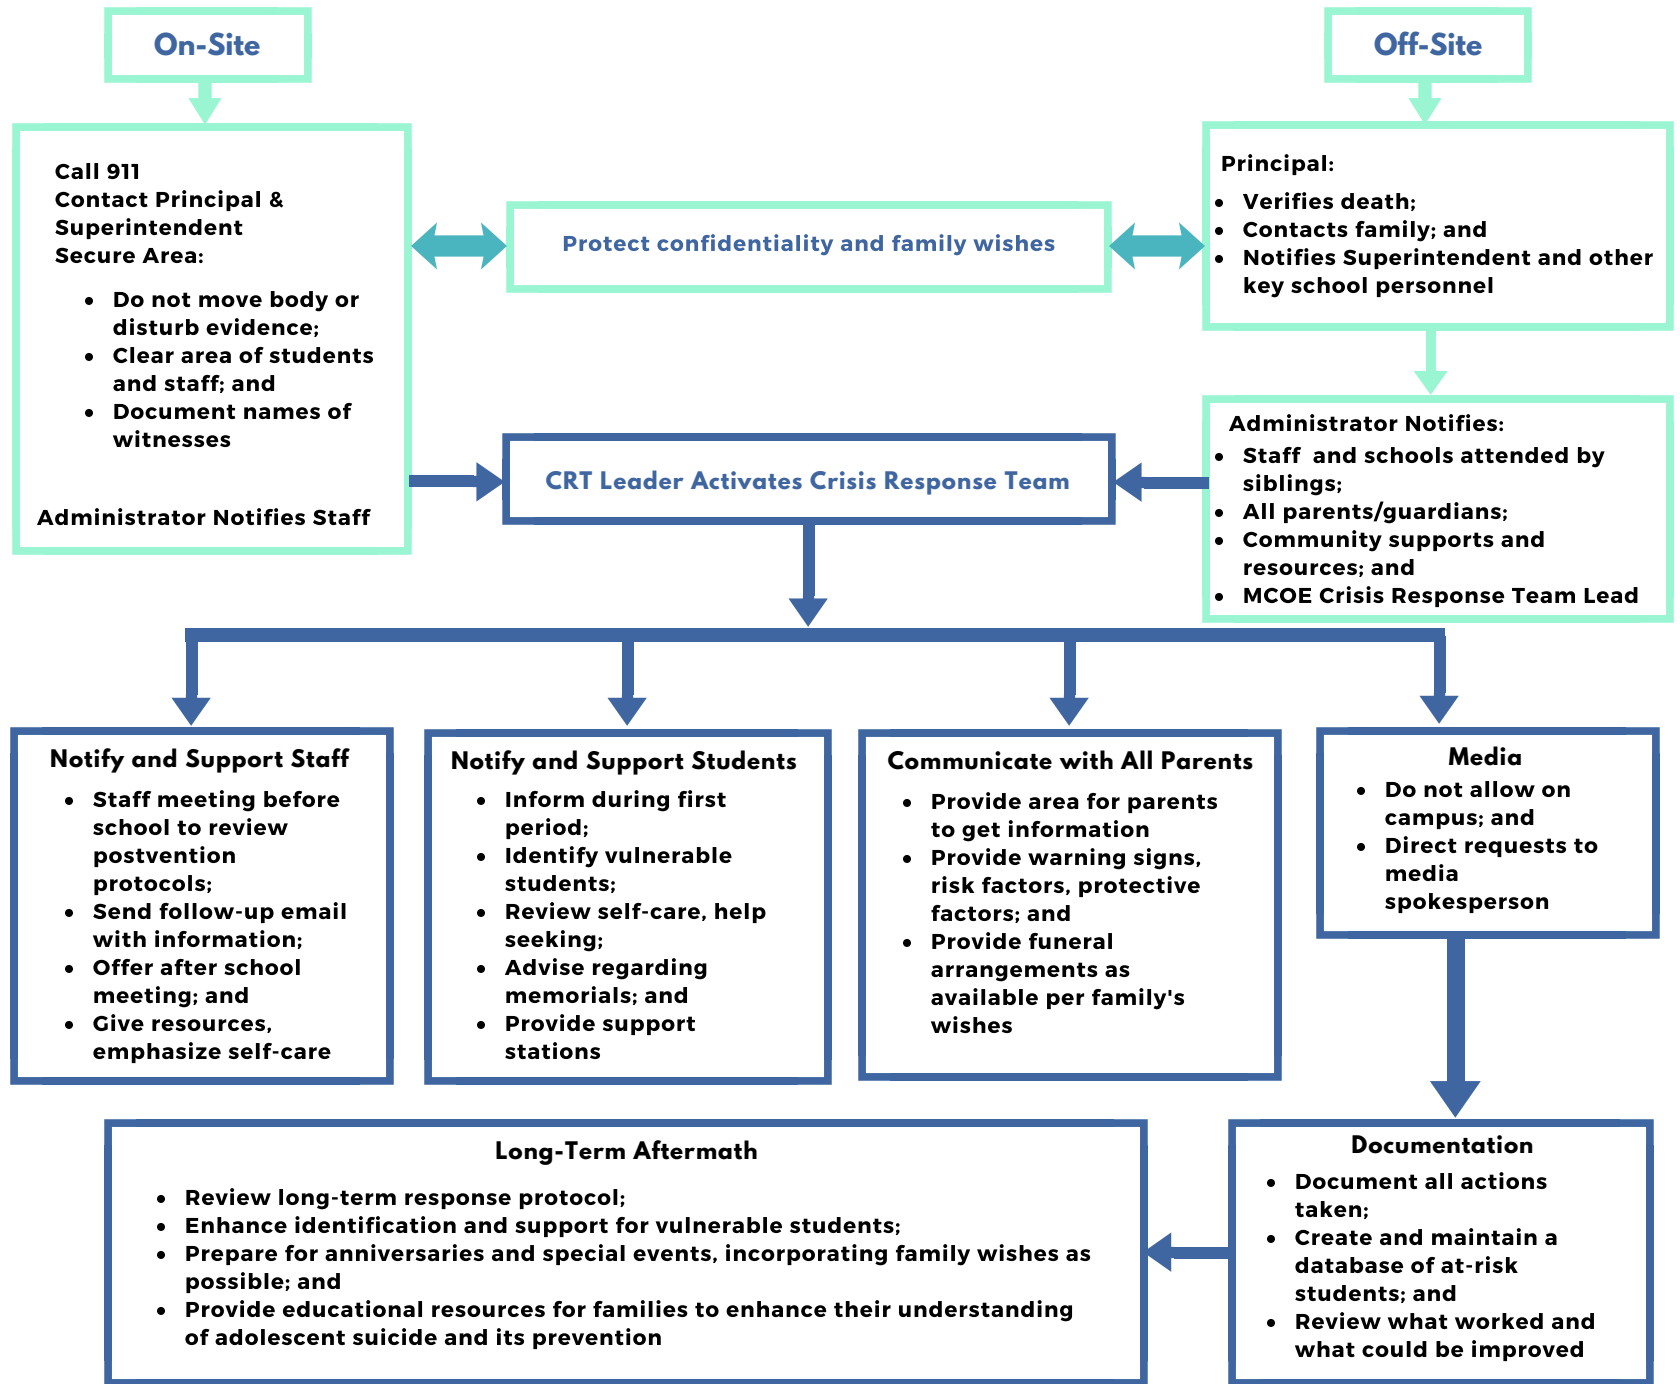 On-Site
Off-Site
Call 911
Contact Principal &
Superintendent
Secure Area:
• Do not move body or
disturb evidence;
• Clear area of students
and staff; and
• Document names of
witnesses
Administrator Notifies Staff
Protect confidentiality and family wishes
Principal:
• Verifies death;
• Contacts family; and
• Notifies Superintendent and other
key school personnel
Administrator Notifies:
• Staff and schools attended by
siblings;
• All parents/guardians;
• Community supports and
resources; and
• MCOE Crisis Response Team Lead
CRT Leader Activates Crisis Response Team
Notify and Support Staff
• Staff meeting before
school to review
postvention
protocols;
• Send follow-up email
with information;
• Offer after school
meeting; and
• Give resources,
emphasize self-care
Notify and Support Students
• Inform during first
period;
• Identify vulnerable
students;
• Review self-care, help
seeking;
• Advise regarding
memorials; and
• Provide support
stations
Communicate with All Parents
• Provide area for parents
to get information
• Provide warning signs,
risk factors, protective
factors; and
• Provide funeral
arrangements as
available per family's
wishes
Media
• Do not allow on
campus; and
• Direct requests to
media
spokesperson
Documentation
• Document all actions
taken;
• Create and maintain a
database of at-risk
students; and
• Review what worked and
what could be improved
Long-Term Aftermath
• Review long-term response protocol;
• Enhance identification and support for vulnerable students;
• Prepare for anniversaries and special events, incorporating family wishes as
possible; and
• Provide educational resources for families to enhance their understanding
of adolescent suicide and its prevention